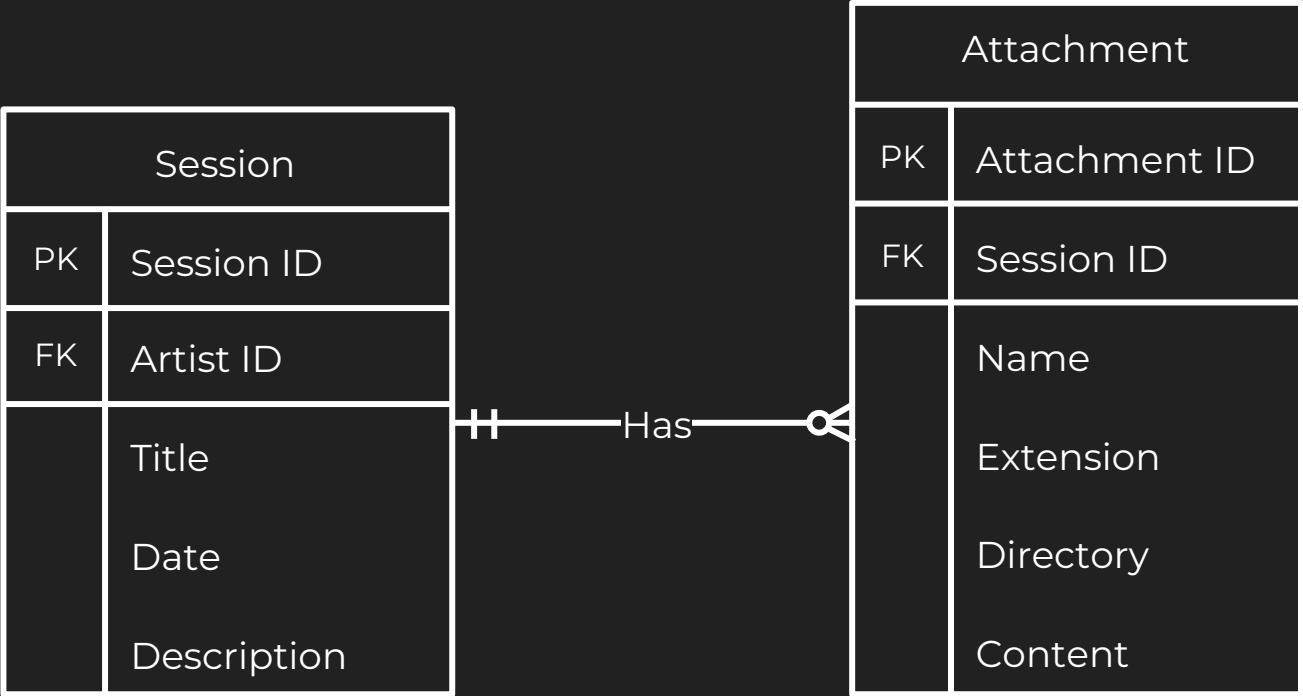 Session
PK Session ID
FK Artist ID
Title
Date
Description
Has
Attachment
PK Attachment ID
FK Session ID
Name
Extension
Directory
Content